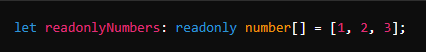 let readonlyNumbers: readonly number[] = [1, 2, 3];